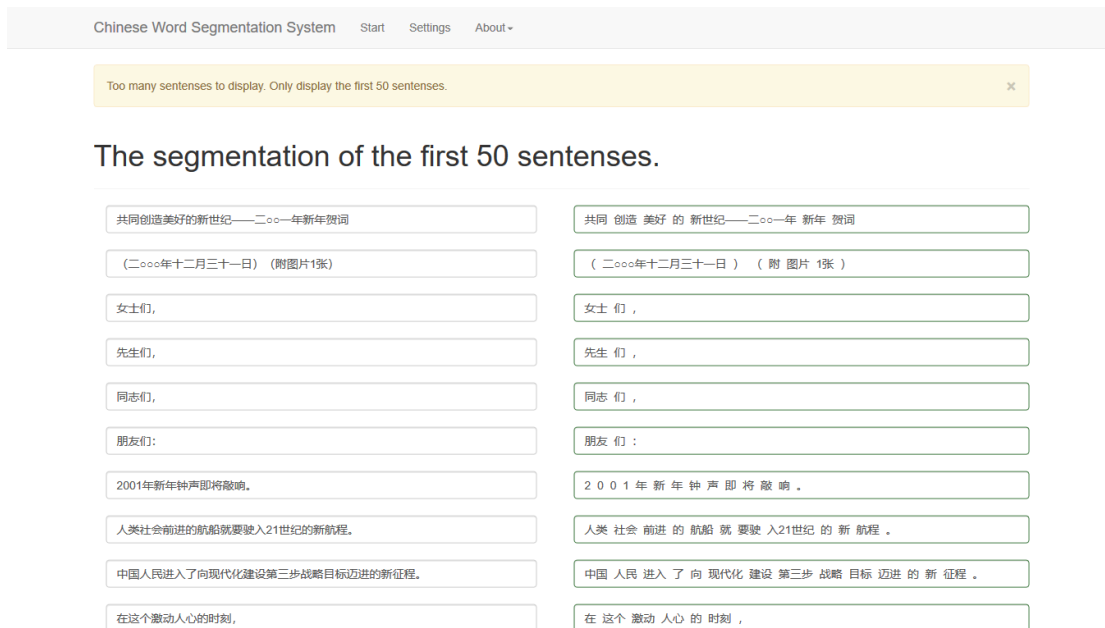 Chinese Word Segmentation System Start Settings About
Too many sentenses to display. Only display the first 50 sentenses. ×
The segmentation of the first 50 sentenses.
共同创造美好的新世纪——二○○一年新年贺词 共同 创造 美好 的 新世纪——二○○一年 新年 贺词
（二○○○年十二月三十一日）（附图片1张） （ 二○○○年十二月三十一日 ） （ 附 图片 1张 ）
女士们， 女士 们 ，
先生们， 先生 们 ，
同志们， 同志 们 ，
朋友们： 朋友 们 ：
2001年新年钟声即将敲响。 2 0 0 1 年 新 年 钟 声 即 将 敲 响 。
人类社会前进的航船就要驶入21世纪的新航程。 人类 社会 前进 的 航船 就 要驶 入21世纪 的 新 航程 。
中国人民进入了向现代化建设第三步战略目标迈进的新征程。 中国 人民 进入 了 向 现代化 建设 第三步 战略 目标 迈进 的 新 征程 。
在这个激动人心的时刻， 在 这个 激动 人心 的 时刻 ，